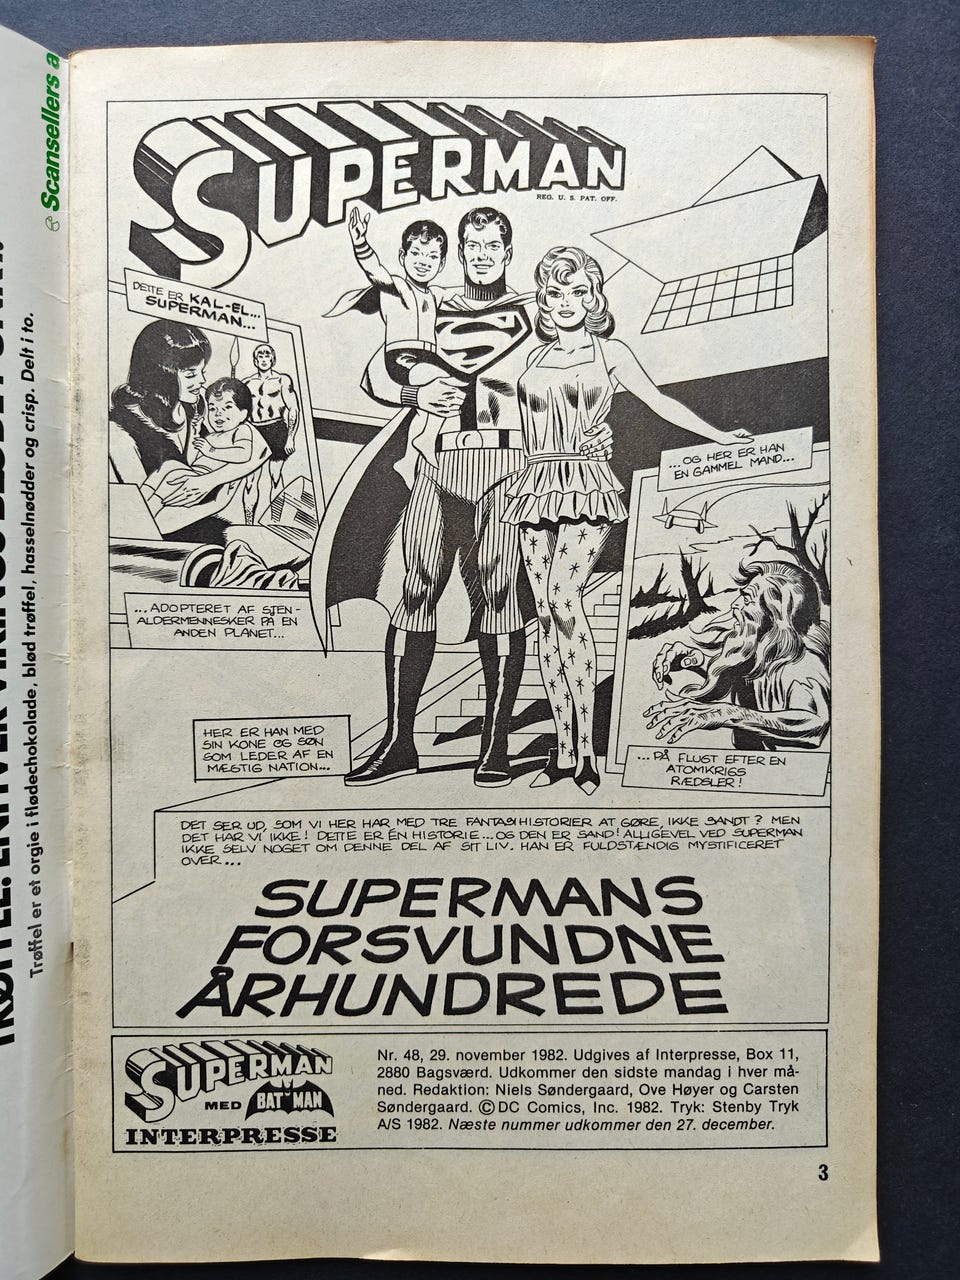 SUPERMAN
REG. U. S. PAT. OFF.
DETTE ER KAL-EL...
SUPERMAN...
...ADOPTERET AF STEN-
ALDERMENNESKER PÅ EN
ANDEN PLANET...
HER ER HAN MED
SIN KONE OG SØN
SOM LEDER AF EN
MÆGTIG NATION...
...OG HER ER HAN
EN GAMMEL MAND...
...PÅ FLUGT EFTER EN
ATOMKRIGS
RÆDSLER!
DET SER UD, SOM VI HER HAR MED TRE FANTASIHISTORIER AT GØRE, IKKE SANDT? MEN
DET HAR VI IKKE! DETTE ER ÉN HISTORIE...OG DEN ER SAND! ALLIGEVEL VED SUPERMAN
IKKE SELV NOGET OM DENNE DEL AF SIT LIV. HAN ER FULDSTÆNDIG MYSTIFICERET
OVER...
SUPERMANS
FORSVUNDNE
ÅRHUNDREDE
SUPERMAN
MED BATMAN
INTERPRESSE
Nr. 48, 29. november 1982. Udgives af Interpresse, Box 11,
2880 Bagsværd. Udkommer den sidste mandag i hver må-
ned. Redaktion: Niels Søndergaard, Ove Høyer og Carsten
Søndergaard. ©DC Comics, Inc. 1982. Tryk: Stenby Tryk
A/S 1982. Næste nummer udkommer den 27. december.
3
Scansellers a
Trøffel er et orgie i flødechokolade, blød trøffel, hasselnødder og crisp. Delt i to.